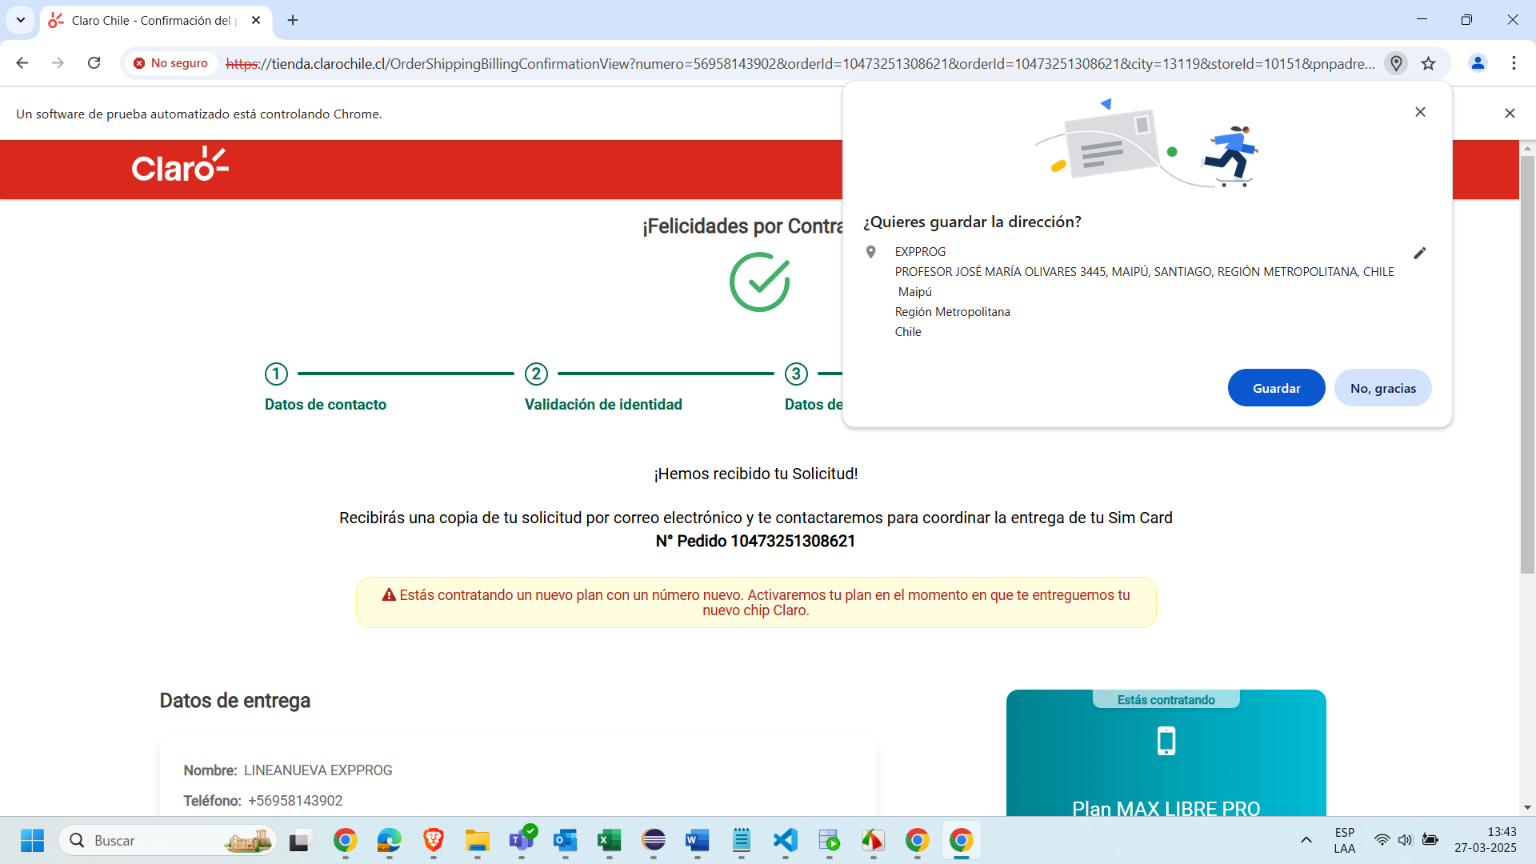 Claro Chile - Confirmación del p
No seguro
https://tienda.clarochile.cl/OrderShippingBillingConfirmationView?numero=56958143902&orderId=10473251308621&orderId=10473251308621&city=13119&storeId=10151&pnpadre...
Un software de prueba automatizado está controlando Chrome.
Claro
¡Felicidades por Contra
¿Quieres guardar la dirección?
EXPPROG
PROFESOR JOSÉ MARÍA OLIVARES 3445, MAIPÚ, SANTIAGO, REGIÓN METROPOLITANA, CHILE
Maipú
Región Metropolitana
Chile
Guardar
No, gracias
1
2
3
Datos de contacto
Validación de identidad
Datos de
¡Hemos recibido tu Solicitud!
Recibirás una copia de tu solicitud por correo electrónico y te contactaremos para coordinar la entrega de tu Sim Card
N° Pedido 10473251308621
Estás contratando un nuevo plan con un número nuevo. Activaremos tu plan en el momento en que te entreguemos tu
nuevo chip Claro.
Datos de entrega
Nombre: LINEANUEVA EXPPROG
Teléfono: +56958143902
Estás contratando
Plan MAX LIBRE PRO
Buscar
ESP
LAA
13:43
27-03-2025